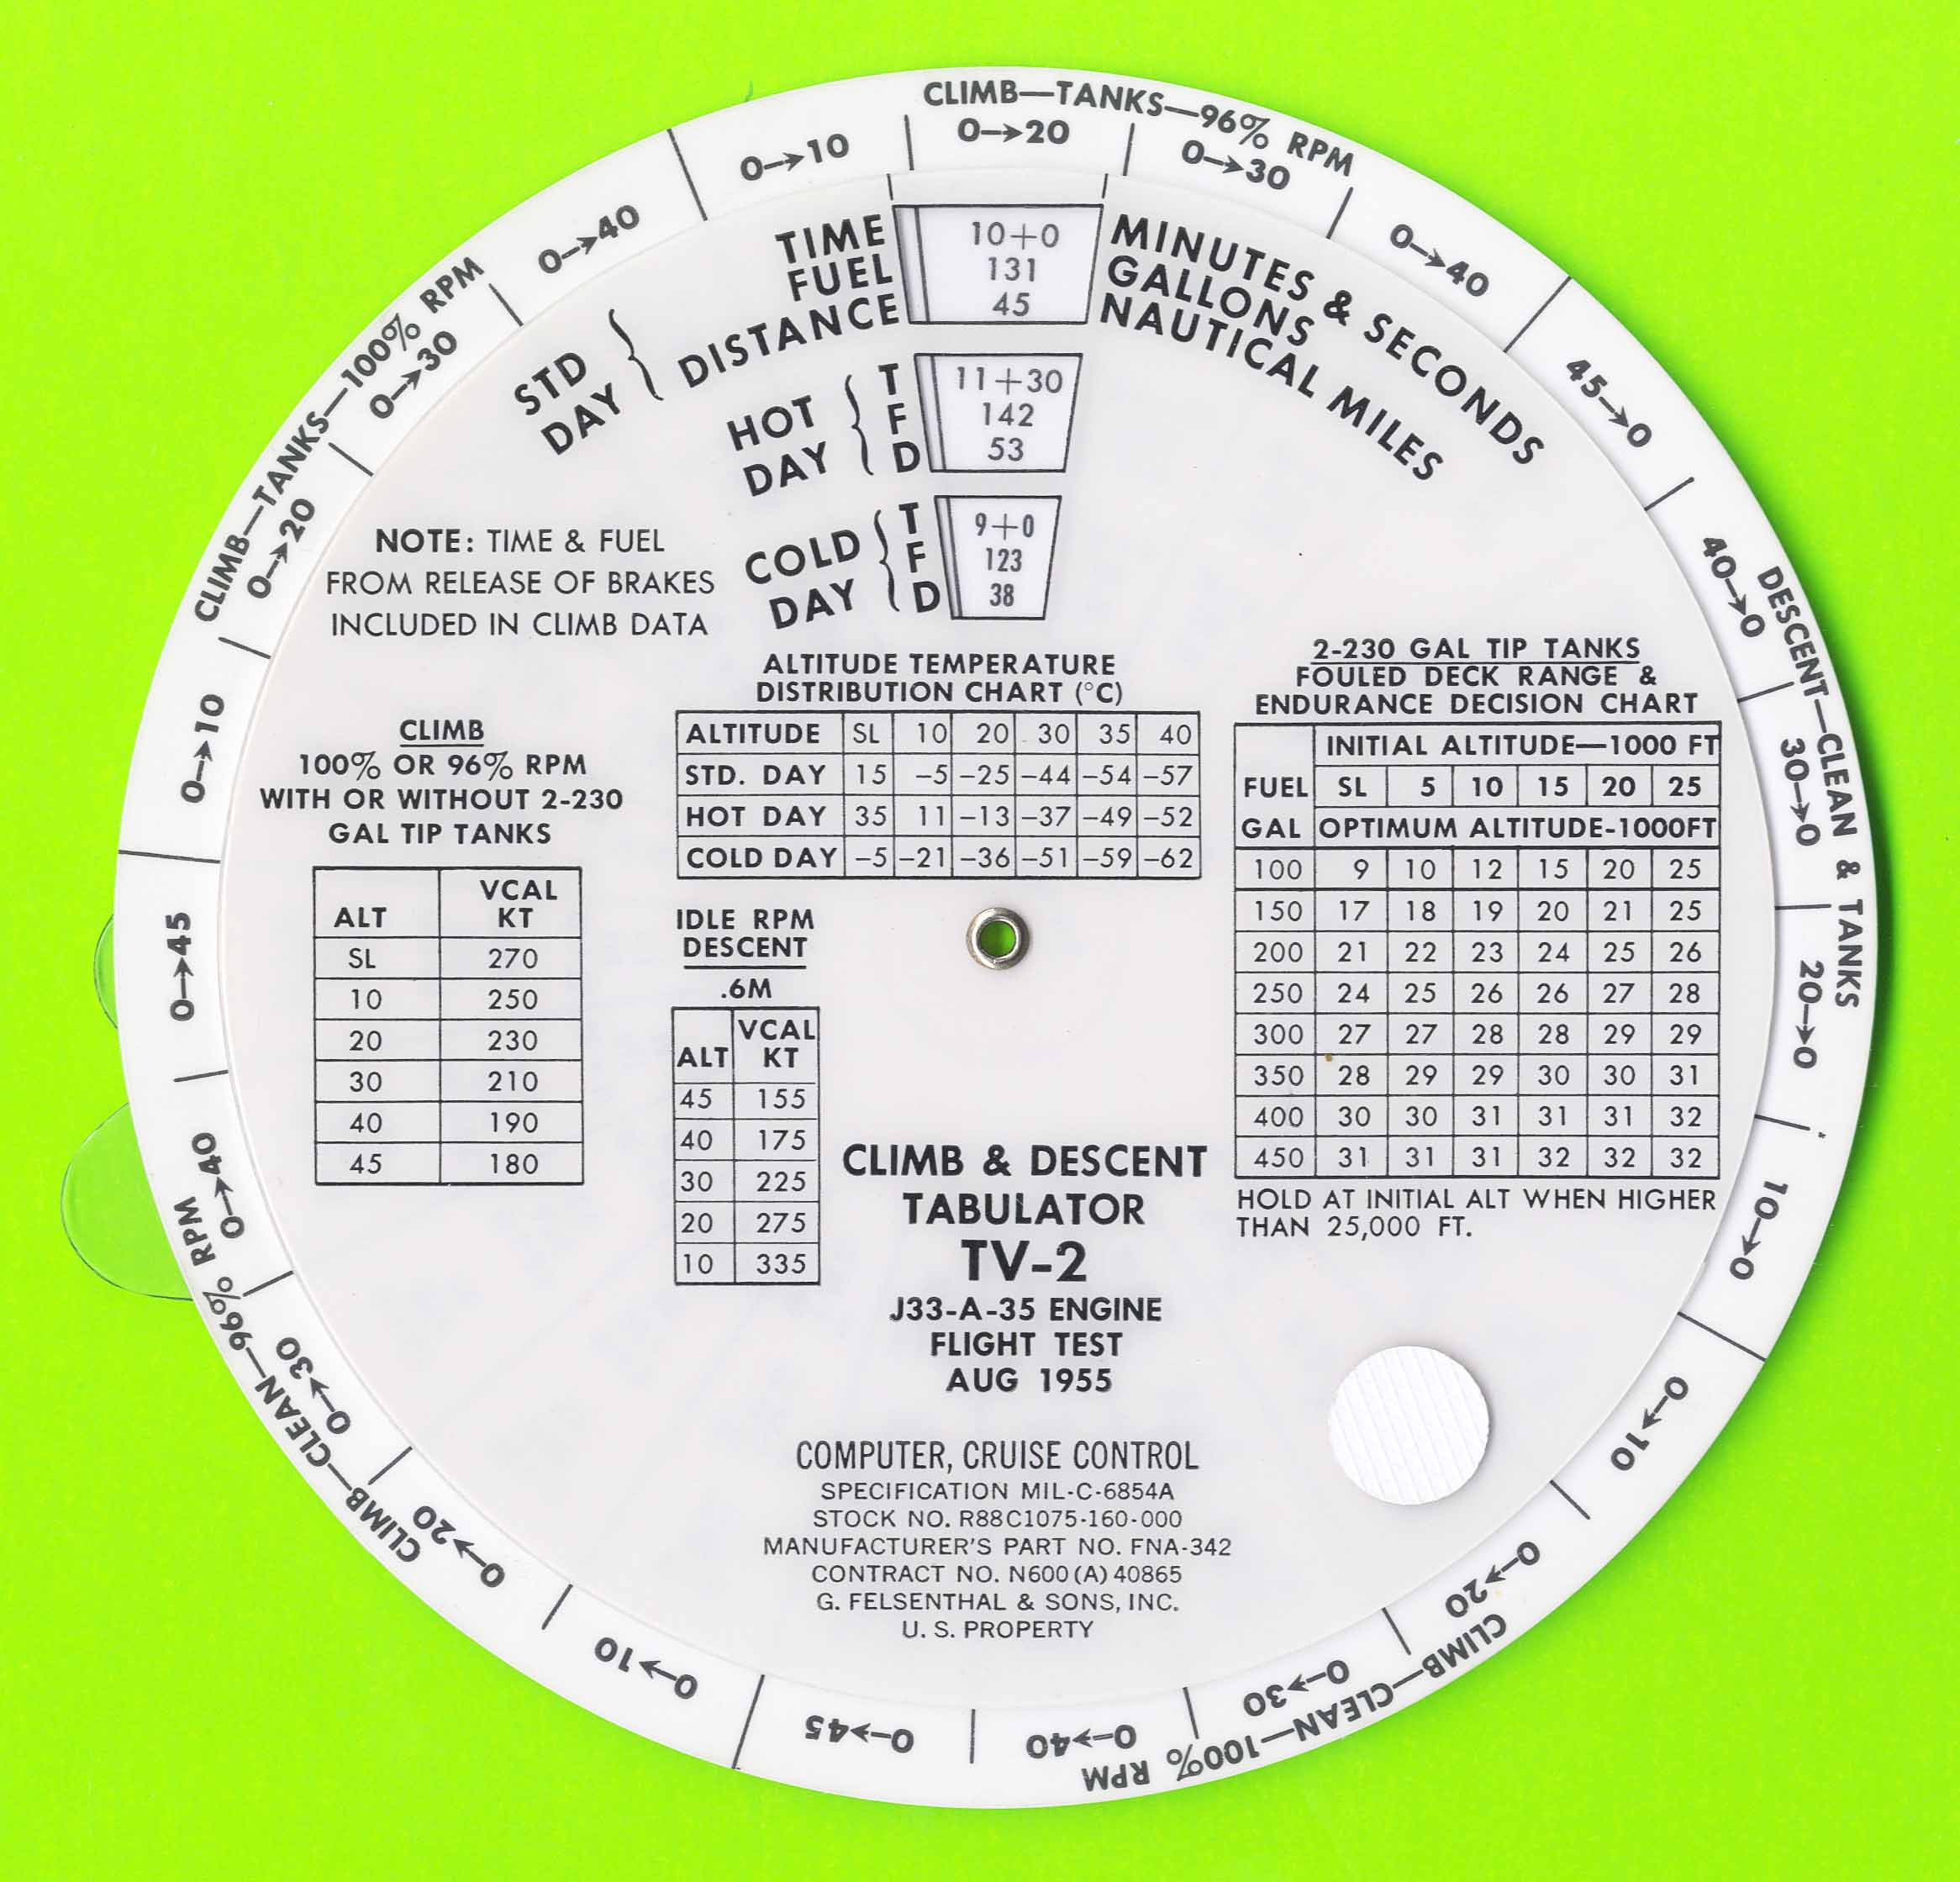 CLIMB—TANKS—96% RPM
0→10
0→20
0→30
0→40
45→0
40→0
30→0
20→0
10→0
DESCENT—CLEAN & TANKS
0→10
0→20
0→30
0→40
0→45
CLIMB—CLEAN—100% RPM
0→10
0→20
0→30
0→40
0→45
CLIMB—CLEAN—96% RPM
0→10
0→20
0→30
0→40
CLIMB—TANKS—100% RPM
STD DAY { TIME 10+0 MINUTES & SECONDS
FUEL 131 GALLONS
DISTANCE 45 NAUTICAL MILES
HOT DAY { T 11+30
F 142
D 53
COLD DAY { T 9+0
F 123
D 38
NOTE: TIME & FUEL
FROM RELEASE OF BRAKES
INCLUDED IN CLIMB DATA
CLIMB
100% OR 96% RPM
WITH OR WITHOUT 2-230
GAL TIP TANKS
ALT VCAL KT
SL 270
10 250
20 230
30 210
40 190
45 180
ALTITUDE TEMPERATURE
DISTRIBUTION CHART (°C)
ALTITUDE SL 10 20 30 35 40
STD. DAY 15 –5 –25 –44 –54 –57
HOT DAY 35 11 –13 –37 –49 –52
COLD DAY –5 –21 –36 –51 –59 –62
IDLE RPM
DESCENT
.6M
ALT VCAL KT
45 155
40 175
30 225
20 275
10 335
2-230 GAL TIP TANKS
FOULED DECK RANGE &
ENDURANCE DECISION CHART
INITIAL ALTITUDE—1000 FT
FUEL SL 5 10 15 20 25
GAL OPTIMUM ALTITUDE-1000FT
100 9 10 12 15 20 25
150 17 18 19 20 21 25
200 21 22 23 24 25 26
250 24 25 26 26 27 28
300 27 27 28 28 29 29
350 28 29 29 30 30 31
400 30 30 31 31 31 32
450 31 31 31 32 32 32
HOLD AT INITIAL ALT WHEN HIGHER
THAN 25,000 FT.
CLIMB & DESCENT
TABULATOR
TV-2
J33-A-35 ENGINE
FLIGHT TEST
AUG 1955
COMPUTER, CRUISE CONTROL
SPECIFICATION MIL-C-6854A
STOCK NO. R88C1075-160-000
MANUFACTURER'S PART NO. FNA-342
CONTRACT NO. N600(A)40865
G. FELSENTHAL & SONS, INC.
U. S. PROPERTY